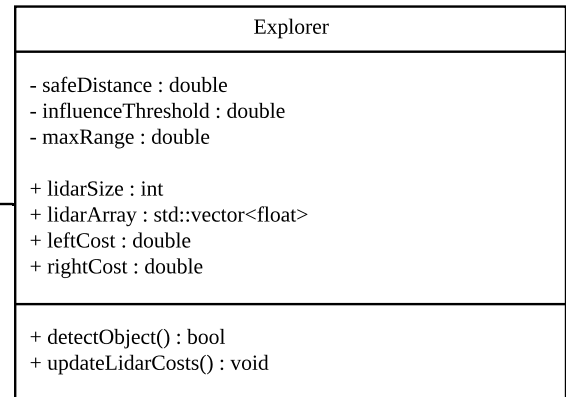 Explorer
- safeDistance : double
- influenceThreshold : double
- maxRange : double
+ lidarSize : int
+ lidarArray : std::vector<float>
+ leftCost : double
+ rightCost : double
+ detectObject() : bool
+ updateLidarCosts() : void